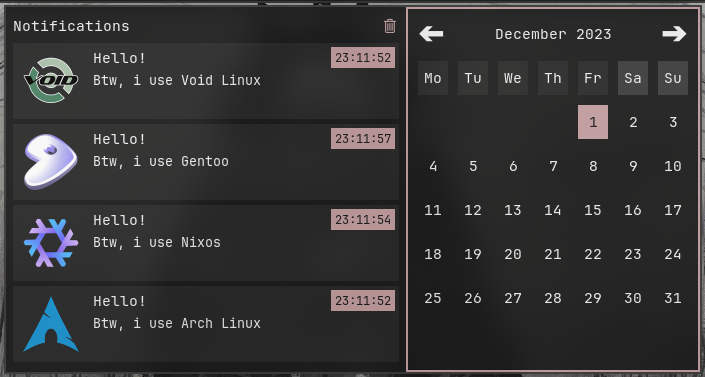 Notifications
Hello!
23:11:52
Btw, i use Void Linux
VOID
Hello!
23:11:57
Btw, i use Gentoo
Hello!
23:11:54
Btw, i use Nixos
Hello!
23:11:52
Btw, i use Arch Linux
December 2023
Mo Tu We Th Fr Sa Su
1 2 3
4 5 6 7 8 9 10
11 12 13 14 15 16 17
18 19 20 21 22 23 24
25 26 27 28 29 30 31